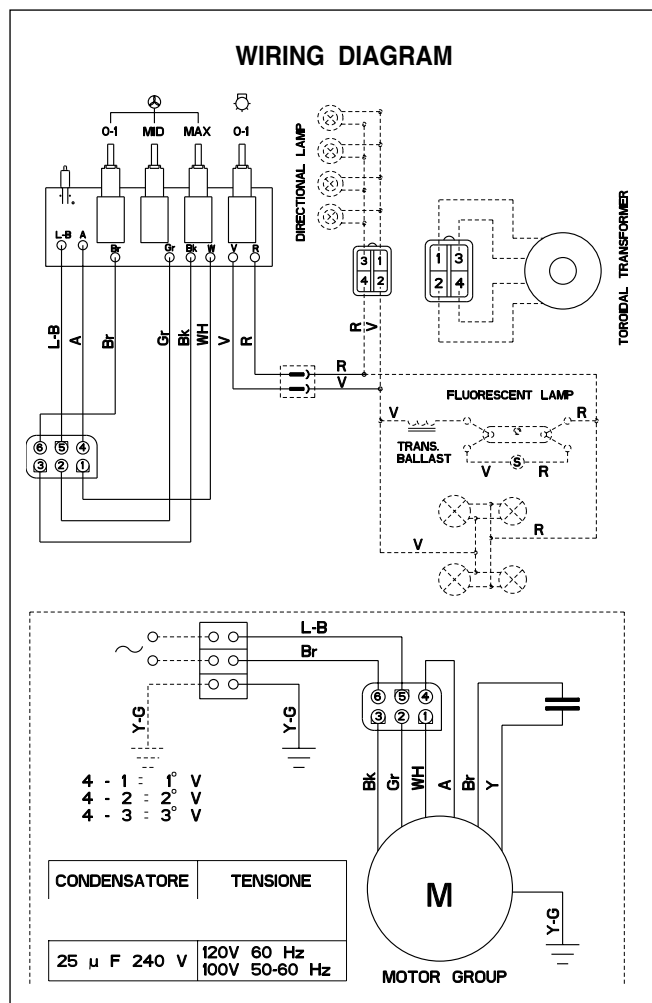 WIRING DIAGRAM
0-1 MID MAX 0-1
L-B A Br Gr Bk W V R
L-B A Br Gr Bk WH V R
DIRECTIONAL LAMP
3 1
4 2
R V
1 3
2 4
TOROIDAL TRANSFORMER
R
V
FLUORESCENT LAMP
V R
TRANS.
BALLAST
V S R
6 5 4
3 2 1
V R
L-B
Br
Y-G Y-G
6 5 4
3 2 1
Bk Gr WH A Br Y
4 - 1 = 1° V
4 - 2 = 2° V
4 - 3 = 3° V
M
Y-G
MOTOR GROUP
CONDENSATORE TENSIONE
25 µ F 240 V
120V 60 Hz
100V 50-60 Hz